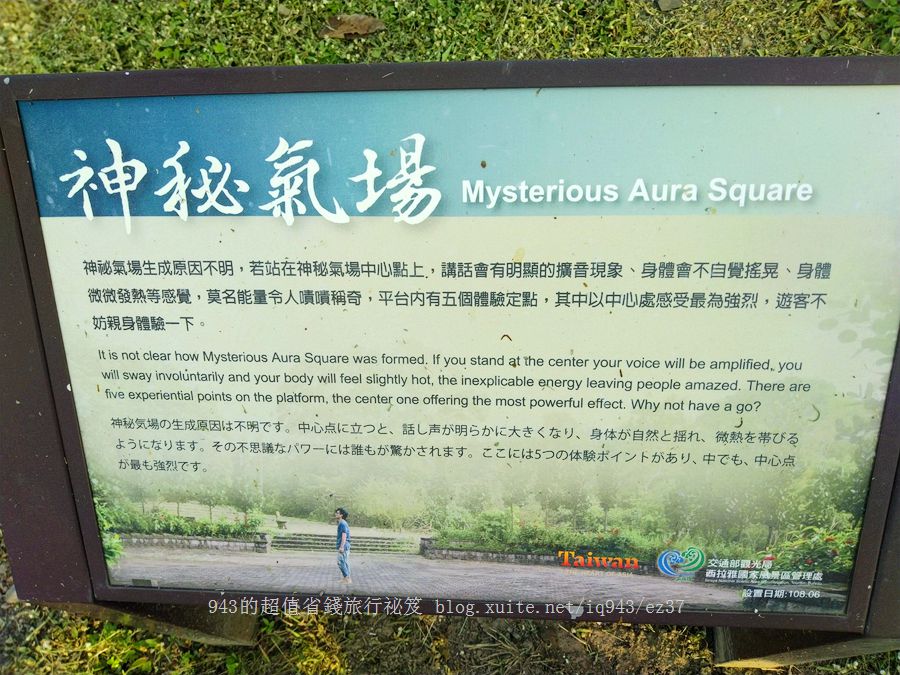 神秘氣場 Mysterious Aura Square
神祕氣場生成原因不明，若站在神秘氣場中心點上，講話會有明顯的擴音現象、身體會不自覺搖晃、身體
微微發熱等感覺，莫名能量令人嘖嘖稱奇，平台內有五個體驗定點，其中以中心處感受最為強烈，遊客不
妨親身體驗一下。
It is not clear how Mysterious Aura Square was formed. If you stand at the center your voice will be amplified, you
will sway involuntarily and your body will feel slightly hot, the inexplicable energy leaving people amazed. There are
five experiential points on the platform, the center one offering the most powerful effect. Why not have a go?
神秘気場の生成原因は不明です。中心点に立つと、話し声が明らかに大きくなり、身体が自然と揺れ、微熱を帯びる
ようになります。その不思議なパワーには誰もが驚かされます。ここには5つの体験ポイントがあり、中でも、中心点
が最も強烈です。
Taiwan
THE HEART OF ASIA
交通部觀光局
西拉雅國家風景區管理處
設置日期:108.06
943的超值省錢旅行祕笈 blog.xuite.net/iq943/ez37